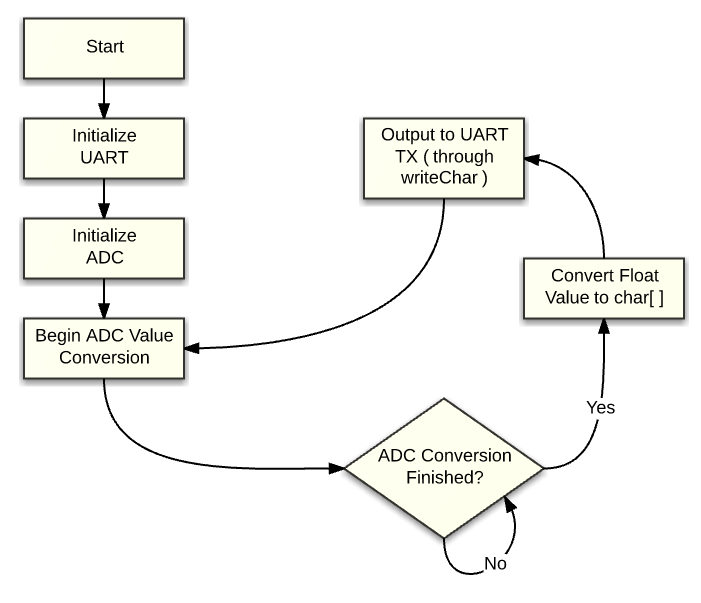 Start
Initialize
UART
Initialize
ADC
Begin ADC Value
Conversion
Output to UART
TX ( through
writeChar )
Convert Float
Value to char[ ]
Yes
ADC Conversion
Finished?
No